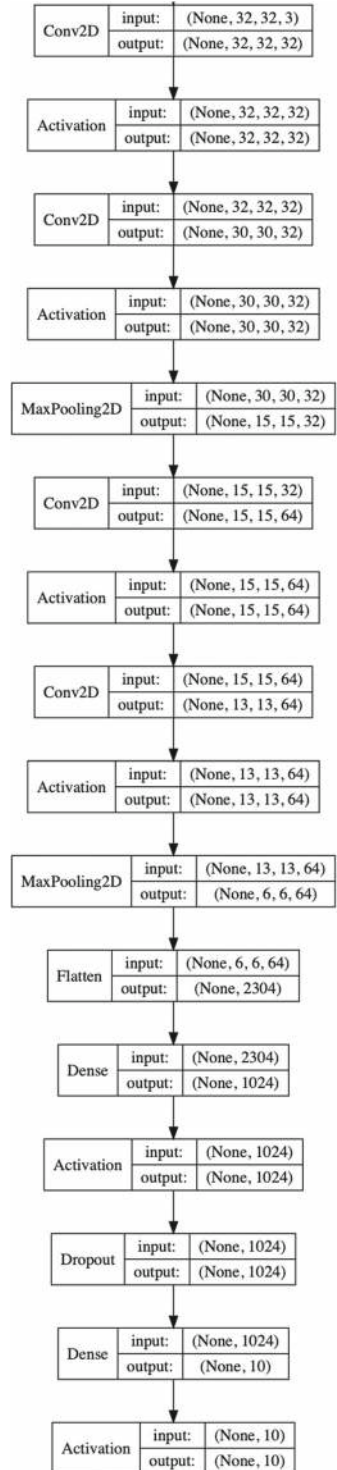 Conv2D
input: (None, 32, 32, 3)
output: (None, 32, 32, 32)
Activation
input: (None, 32, 32, 32)
output: (None, 32, 32, 32)
Conv2D
input: (None, 32, 32, 32)
output: (None, 30, 30, 32)
Activation
input: (None, 30, 30, 32)
output: (None, 30, 30, 32)
MaxPooling2D
input: (None, 30, 30, 32)
output: (None, 15, 15, 32)
Conv2D
input: (None, 15, 15, 32)
output: (None, 15, 15, 64)
Activation
input: (None, 15, 15, 64)
output: (None, 15, 15, 64)
Conv2D
input: (None, 15, 15, 64)
output: (None, 13, 13, 64)
Activation
input: (None, 13, 13, 64)
output: (None, 13, 13, 64)
MaxPooling2D
input: (None, 13, 13, 64)
output: (None, 6, 6, 64)
Flatten
input: (None, 6, 6, 64)
output: (None, 2304)
Dense
input: (None, 2304)
output: (None, 1024)
Activation
input: (None, 1024)
output: (None, 1024)
Dropout
input: (None, 1024)
output: (None, 1024)
Dense
input: (None, 1024)
output: (None, 10)
Activation
input: (None, 10)
output: (None, 10)